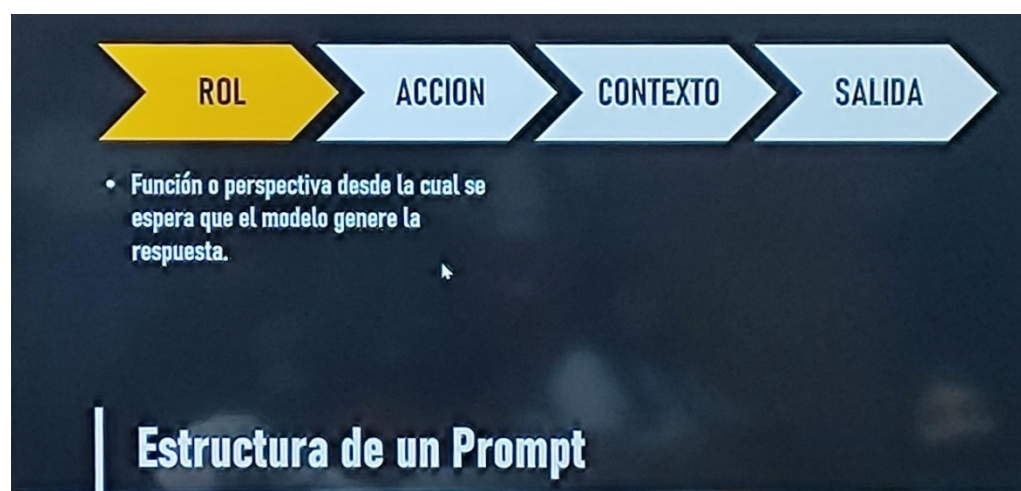 ROL
ACCION
CONTEXTO
SALIDA
• Función o perspectiva desde la cual se
espera que el modelo genere la
respuesta.
Estructura de un Prompt